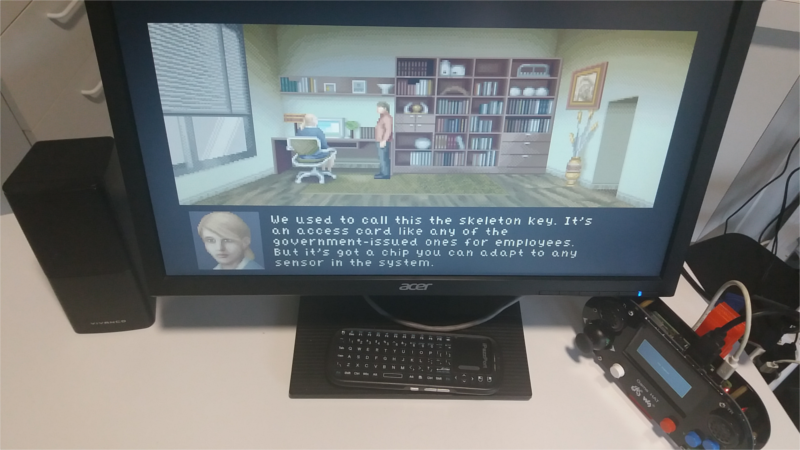 We used to call this the skeleton key. It's
an access card like any of the
government-issued ones for employees.
But it's got a chip you can adapt to any
sensor in the system.
acer